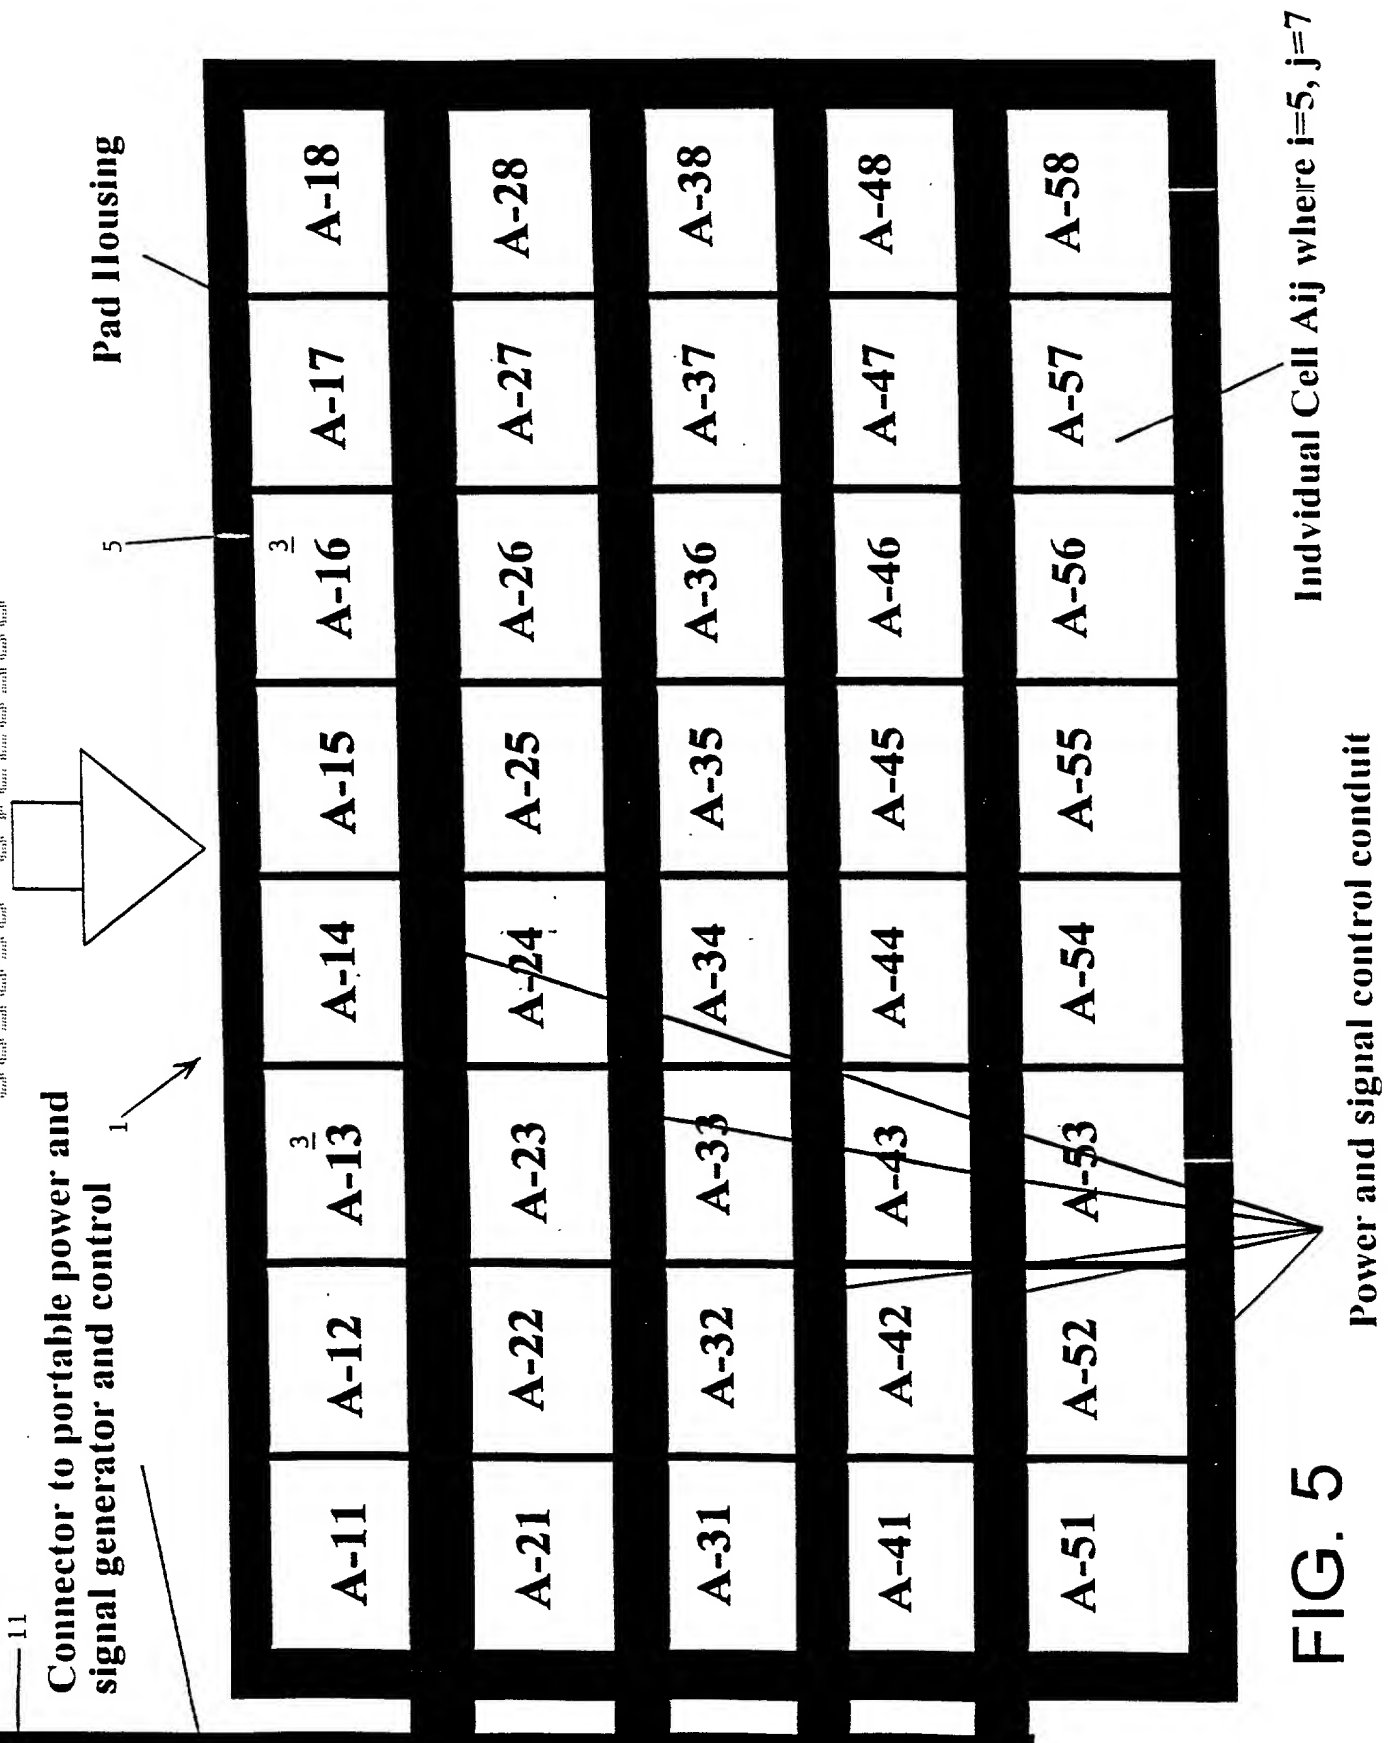 11
Connector to portable power and
signal generator and control
1
5
Pad Housing
A-11 A-12 A-13 A-14 A-15 A-16 A-17 A-18
3 3
A-21 A-22 A-23 A-24 A-25 A-26 A-27 A-28
A-31 A-32 A-33 A-34 A-35 A-36 A-37 A-38
A-41 A-42 A-43 A-44 A-45 A-46 A-47 A-48
A-51 A-52 A-53 A-54 A-55 A-56 A-57 A-58
Indvidual Cell Aij where i=5, j=7
Power and signal control conduit
FIG. 5